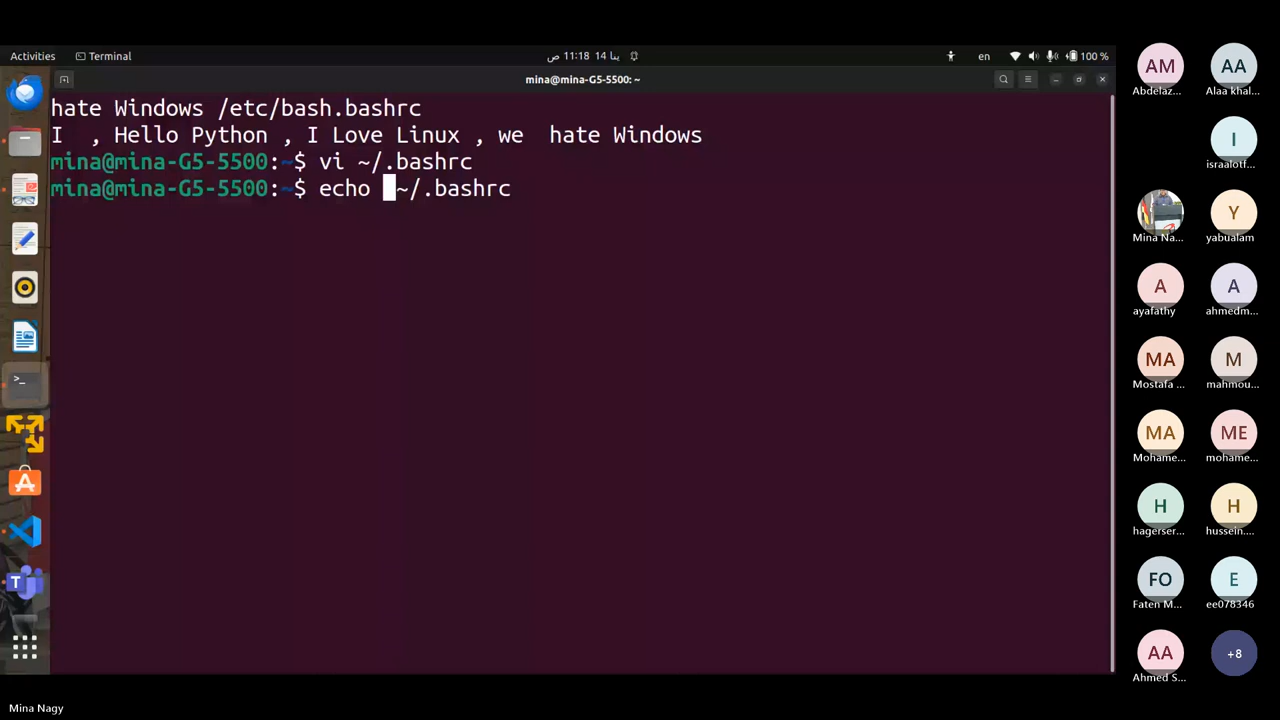 Activities
Terminal
ص 11:18 14 ينا
en
100 %
mina@mina-G5-5500: ~
hate Windows /etc/bash.bashrc
I  , Hello Python , I Love Linux , we  hate Windows
mina@mina-G5-5500:~$ vi ~/.bashrc
mina@mina-G5-5500:~$ echo  ~/.bashrc
AM
Abdelaz...
AA
Alaa khal...
I
israalotf...
Mina Na...
Y
yabualam
A
ayafathy
A
ahmedm...
MA
Mostafa ...
M
mahmou...
MA
Mohame...
ME
mohame...
H
hagerser...
H
hussein....
FO
Faten M...
E
ee078346
AA
Ahmed S...
+8
Mina Nagy